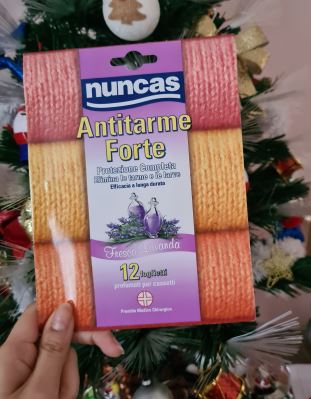 nuncas
Antitarme
Forte
Protezione Completa
Elimina le tarme e le larve
Efficacia a lunga durata
Fresca Lavanda
12 foglietti
profumati per cassetti
Presidio Medico Chirurgico